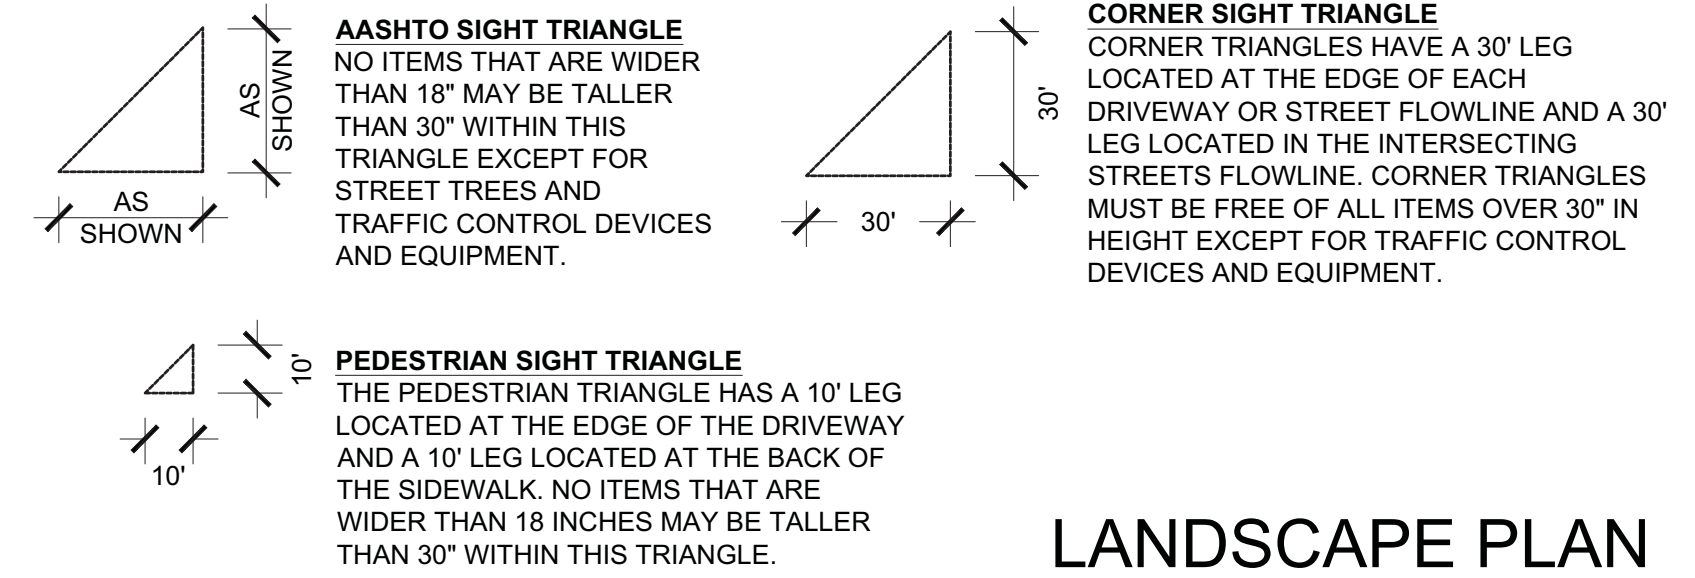 AASHTO SIGHT TRIANGLE
NO ITEMS THAT ARE WIDER
THAN 18" MAY BE TALLER
THAN 30" WITHIN THIS
TRIANGLE EXCEPT FOR
STREET TREES AND
TRAFFIC CONTROL DEVICES
AND EQUIPMENT.
AS
SHOWN
AS
SHOWN
CORNER SIGHT TRIANGLE
CORNER TRIANGLES HAVE A 30' LEG
LOCATED AT THE EDGE OF EACH
DRIVEWAY OR STREET FLOWLINE AND A 30'
LEG LOCATED IN THE INTERSECTING
STREETS FLOWLINE. CORNER TRIANGLES
MUST BE FREE OF ALL ITEMS OVER 30" IN
HEIGHT EXCEPT FOR TRAFFIC CONTROL
DEVICES AND EQUIPMENT.
30'
30'
PEDESTRIAN SIGHT TRIANGLE
THE PEDESTRIAN TRIANGLE HAS A 10' LEG
LOCATED AT THE EDGE OF THE DRIVEWAY
AND A 10' LEG LOCATED AT THE BACK OF
THE SIDEWALK. NO ITEMS THAT ARE
WIDER THAN 18 INCHES MAY BE TALLER
THAN 30" WITHIN THIS TRIANGLE.
10'
10'
LANDSCAPE PLAN